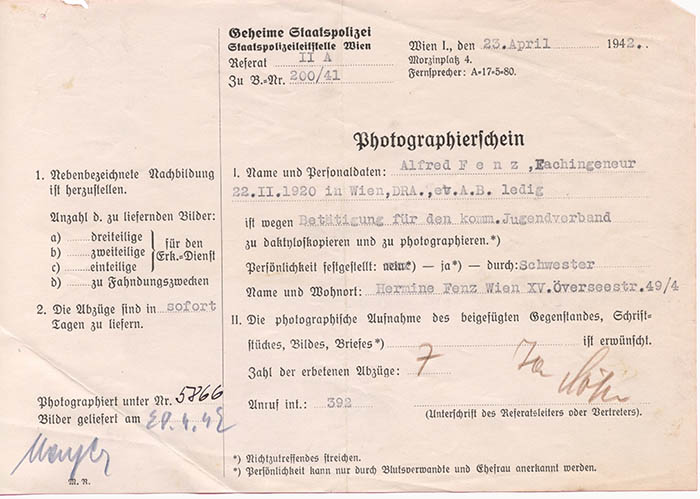 Geheime Staatspolizei
Staatspolizeileitstelle Wien
Referat II A
Zu B.=Nr. 200/41
Wien I., den 23. April 1942.
Morzinplatz 4.
Fernsprecher: A=17=5=80.
Photographierschein
1. Nebenbezeichnete Nachbildung
ist herzustellen.
Anzahl d. zu liefernden Bilder:
a) dreiteilige
b) zweiteilige
c) einteilige
für den
Erk.=Dienst
d) zu Fahndungszwecken
2. Die Abzüge sind in sofort
Tagen zu liefern.
Photographiert unter Nr. 5866
Bilder geliefert am 20.4.42
M. R.
I. Name und Personaldaten: Alfred F e n z ,Fachingeneur
22.II.1920 in Wien,DRA.,ev.A.B. ledig
ist wegen Betätigung für den komm.Jugendverband
zu daktyloskopieren und zu photographieren.*)
Persönlichkeit festgestellt: nein*) — ja*) — durch: Schwester
Name und Wohnort: Hermine Fenz Wien XV.Överseestr.49/4
II. Die photographische Aufnahme des beigefügten Gegenstandes, Schrift=
stückes, Bildes, Briefes*) ist erwünscht.
Zahl der erbetenen Abzüge: 7
Anruf int.: 392
(Unterschrift des Referatsleiters oder Vertreters).
*) Nichtzutreffendes streichen.
*) Persönlichkeit kann nur durch Blutsverwandte und Ehefrau anerkannt werden.